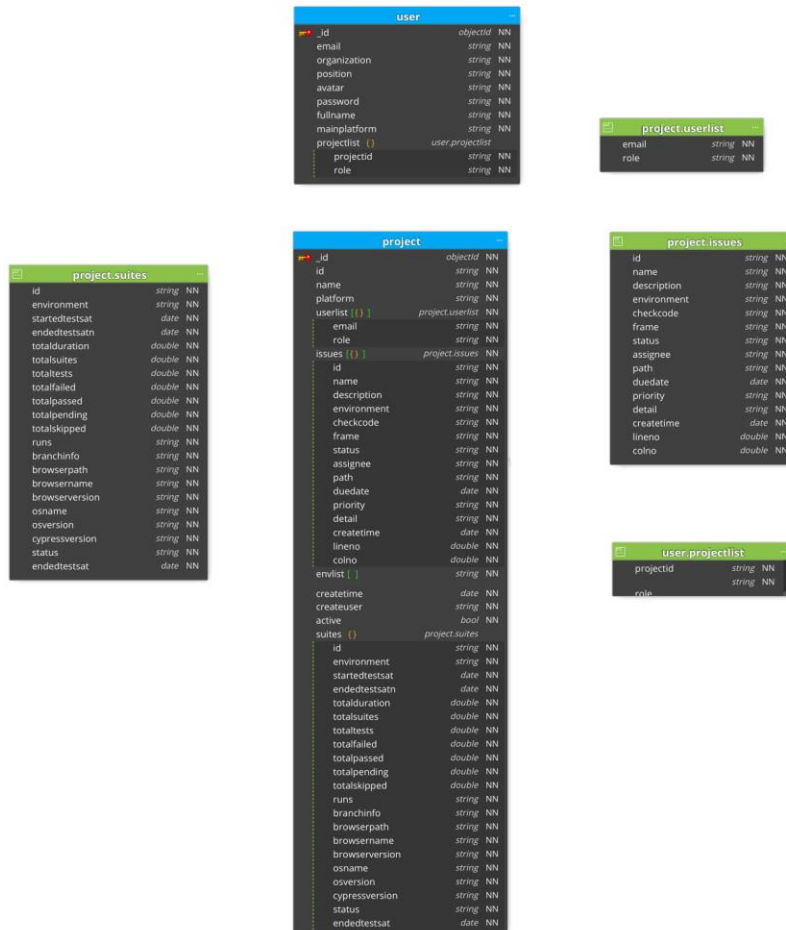 user
_id objectId NN
email string NN
organization string NN
position string NN
avatar string NN
password string NN
fullname string NN
mainplatform string NN
projectlist {} user.projectlist
projectid string NN
role string NN
project.userlist
email string NN
role string NN
project.suites
id string NN
environment string NN
startedtestsat date NN
endedtestsatn date NN
totalduration double NN
totalsuites double NN
totaltests double NN
totalfailed double NN
totalpassed double NN
totalpending double NN
totalskipped double NN
runs string NN
branchinfo string NN
browserpath string NN
browsername string NN
browserversion string NN
osname string NN
osversion string NN
cypressversion string NN
status string NN
endedtestsat date NN
project
_id objectId NN
id string NN
name string NN
platform string NN
userlist [{}] project.userlist NN
email string NN
role string NN
issues [{}] project.issues NN
id string NN
name string NN
description string NN
environment string NN
checkcode string NN
frame string NN
status string NN
assignee string NN
path string NN
duedate date NN
priority string NN
detail string NN
createtime date NN
lineno double NN
colno double NN
envlist [ ] string NN
createtime date NN
createuser string NN
active bool NN
suites {} project.suites
id string NN
environment string NN
startedtestsat date NN
endedtestsatn date NN
totalduration double NN
totalsuites double NN
totaltests double NN
totalfailed double NN
totalpassed double NN
totalpending double NN
totalskipped double NN
runs string NN
branchinfo string NN
browserpath string NN
browsername string NN
browserversion string NN
osname string NN
osversion string NN
cypressversion string NN
status string NN
endedtestsat date NN
project.issues
id string NN
name string NN
description string NN
environment string NN
checkcode string NN
frame string NN
status string NN
assignee string NN
path string NN
duedate date NN
priority string NN
detail string NN
createtime date NN
lineno double NN
colno double NN
user.projectlist
projectid string NN
string NN
role